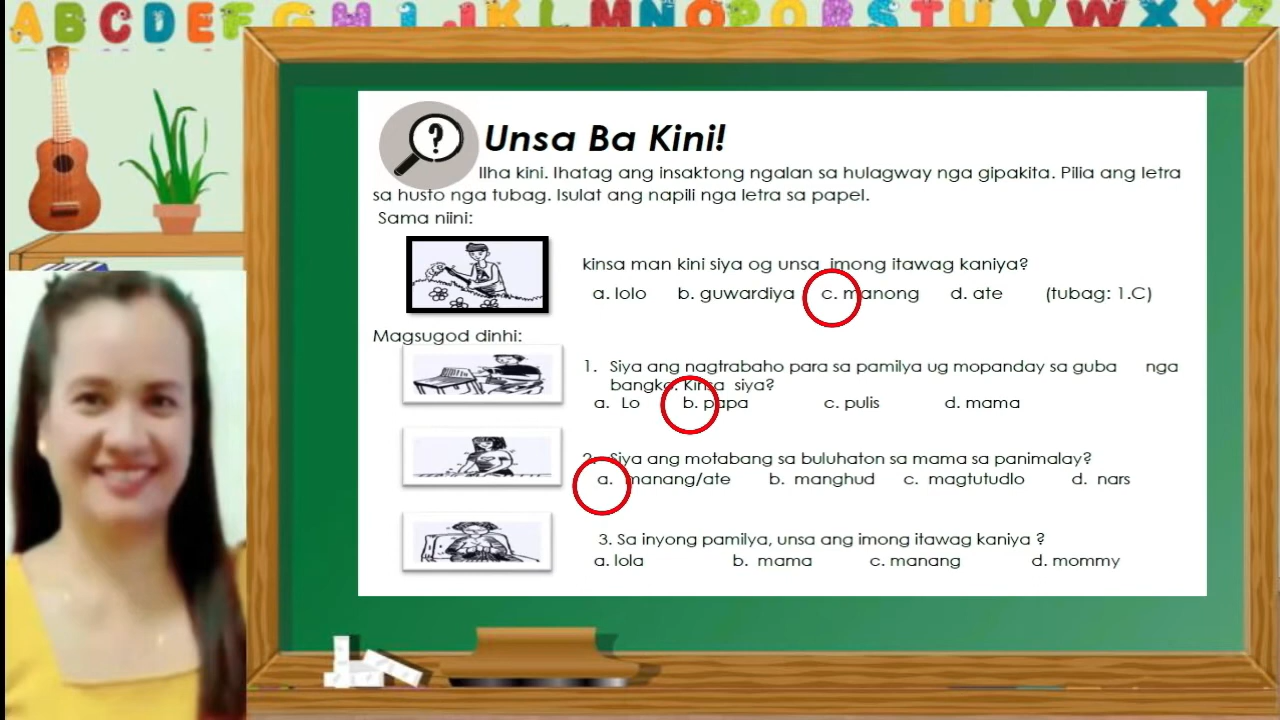 ABCDEFGHIJKLMNOPQRSTUVWXYZ
Unsa Ba Kini!
Ilha kini. Ihatag ang insaktong ngalan sa hulagway nga gipakita. Pilia ang letra
sa husto nga tubag. Isulat ang napili nga letra sa papel.
Sama niini:
kinsa man kini siya og unsa imong itawag kaniya?
a. lolo b. guwardiya c. manong d. ate (tubag: 1.C)
Magsugod dinhi:
1. Siya ang nagtrabaho para sa pamilya ug mopanday sa guba nga
bangko. Kinsa siya?
a. Lo b. papa c. pulis d. mama
2. Siya ang motabang sa buluhaton sa mama sa panimalay?
a. manang/ate b. manghud c. magtutudlo d. nars
3. Sa inyong pamilya, unsa ang imong itawag kaniya ?
a. lola b. mama c. manang d. mommy